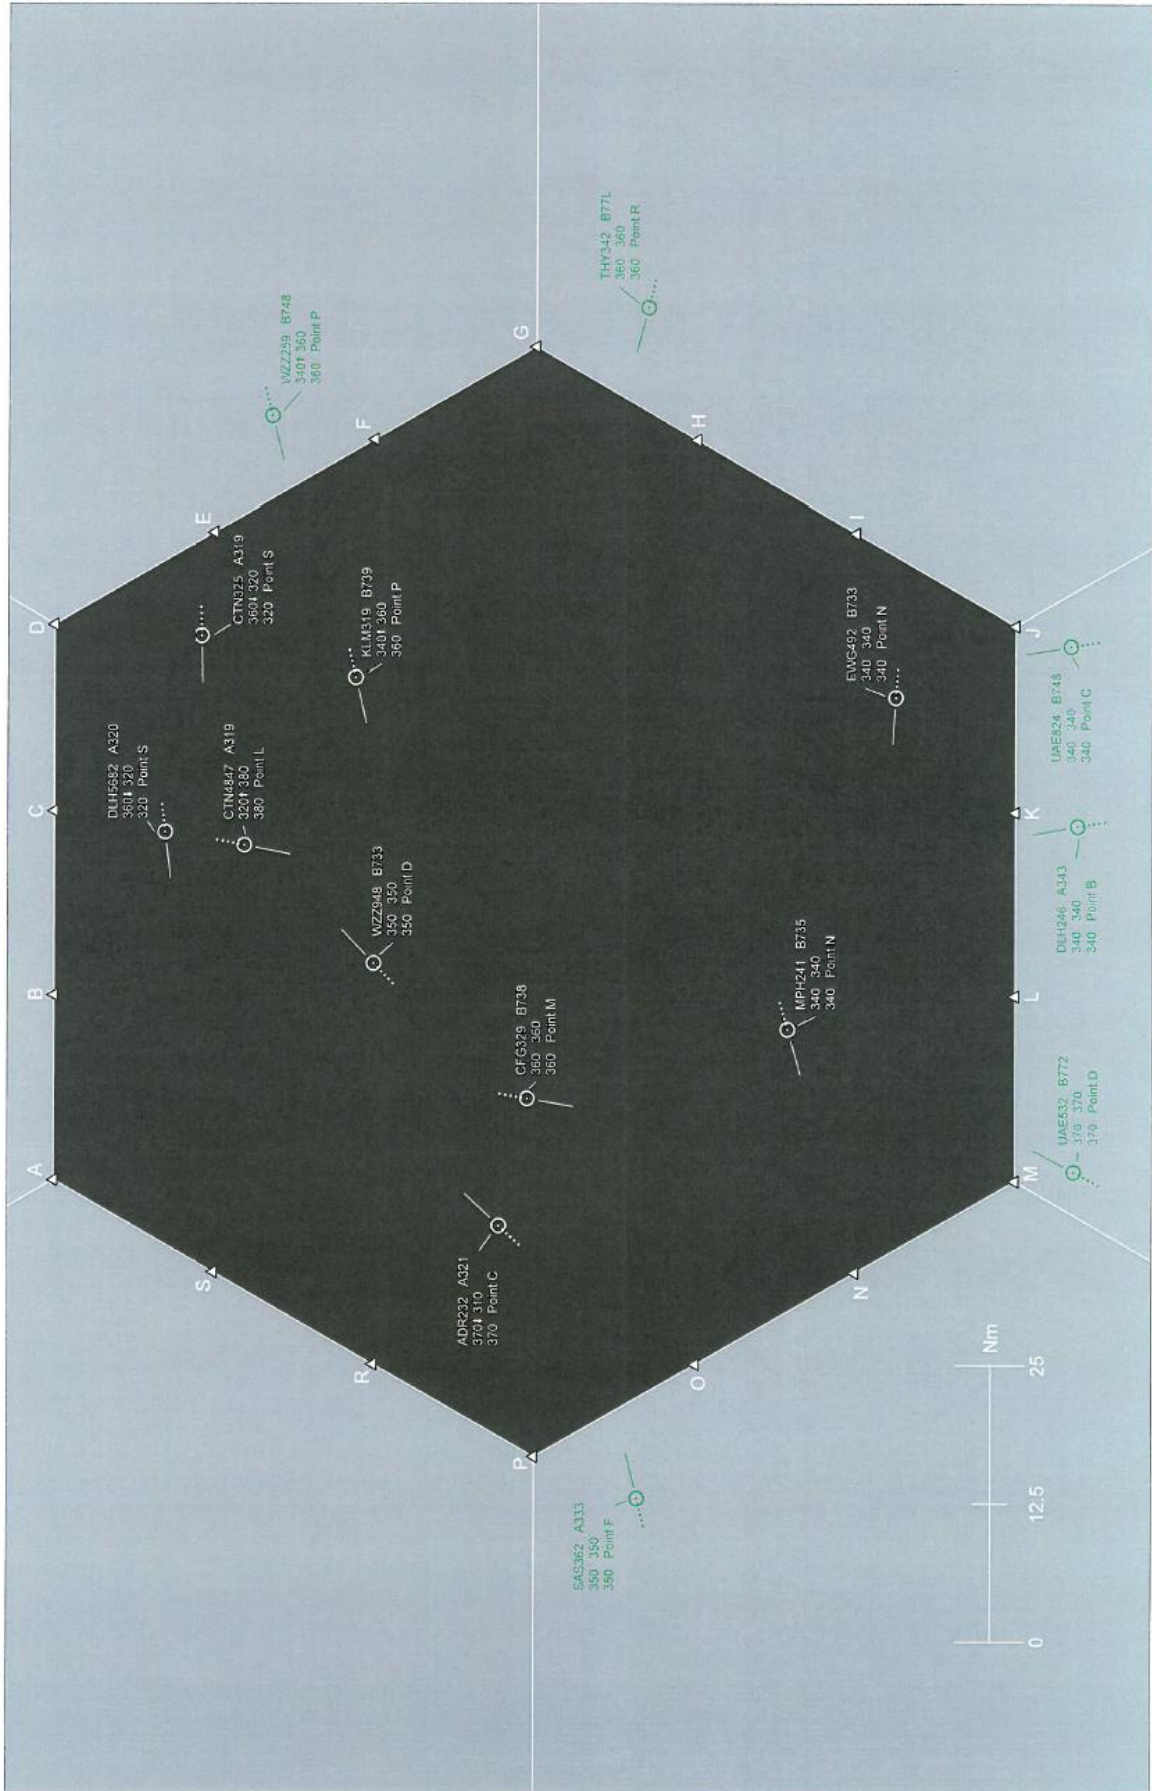 A
B
C
D
DLH5682 A320
360⬇ 320
320 Point S
S
E
CTN4847 A319
320⬆ 380
380 Point L
CTN325 A319
360⬇ 320
320 Point S
WZZ259 B748
340⬆ 360
360 Point P
R
F
WZZ948 B733
350 350
350 Point D
KLM319 B739
340⬆ 360
360 Point P
ADR232 A321
370⬇ 310
370 Point C
P
G
CFG329 B738
360 360
360 Point M
SAS362 A333
350 350
350 Point F
THY342 B77L
360 360
360 Point R
O
H
MPH241 B735
340 340
340 Point N
EWG492 B733
340 340
340 Point N
N
I
Nm
0
12.5
25
M
L
K
J
UAE532 B772
370 370
370 Point D
DLH246 A343
340 340
340 Point B
UAE824 B748
340 340
340 Point C